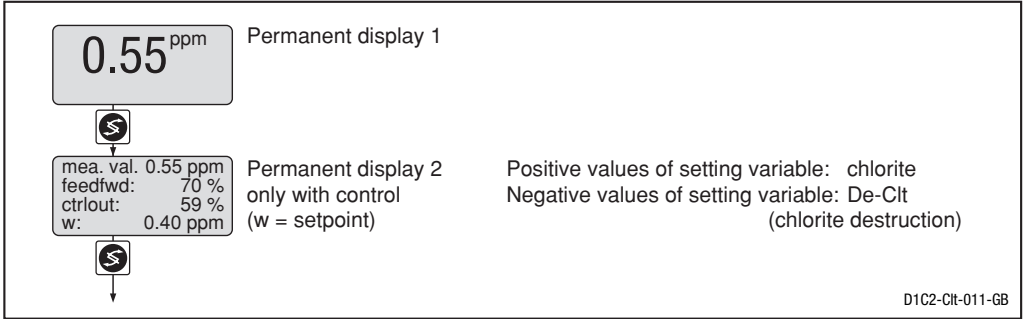 0.55 ppm
Permanent display 1
mea. val. 0.55 ppm
feedfwd: 70 %
ctrlout: 59 %
w: 0.40 ppm
Permanent display 2
only with control
(w = setpoint)
Positive values of setting variable: chlorite
Negative values of setting variable: De-Clt
(chlorite destruction)
D1C2-Clt-011-GB